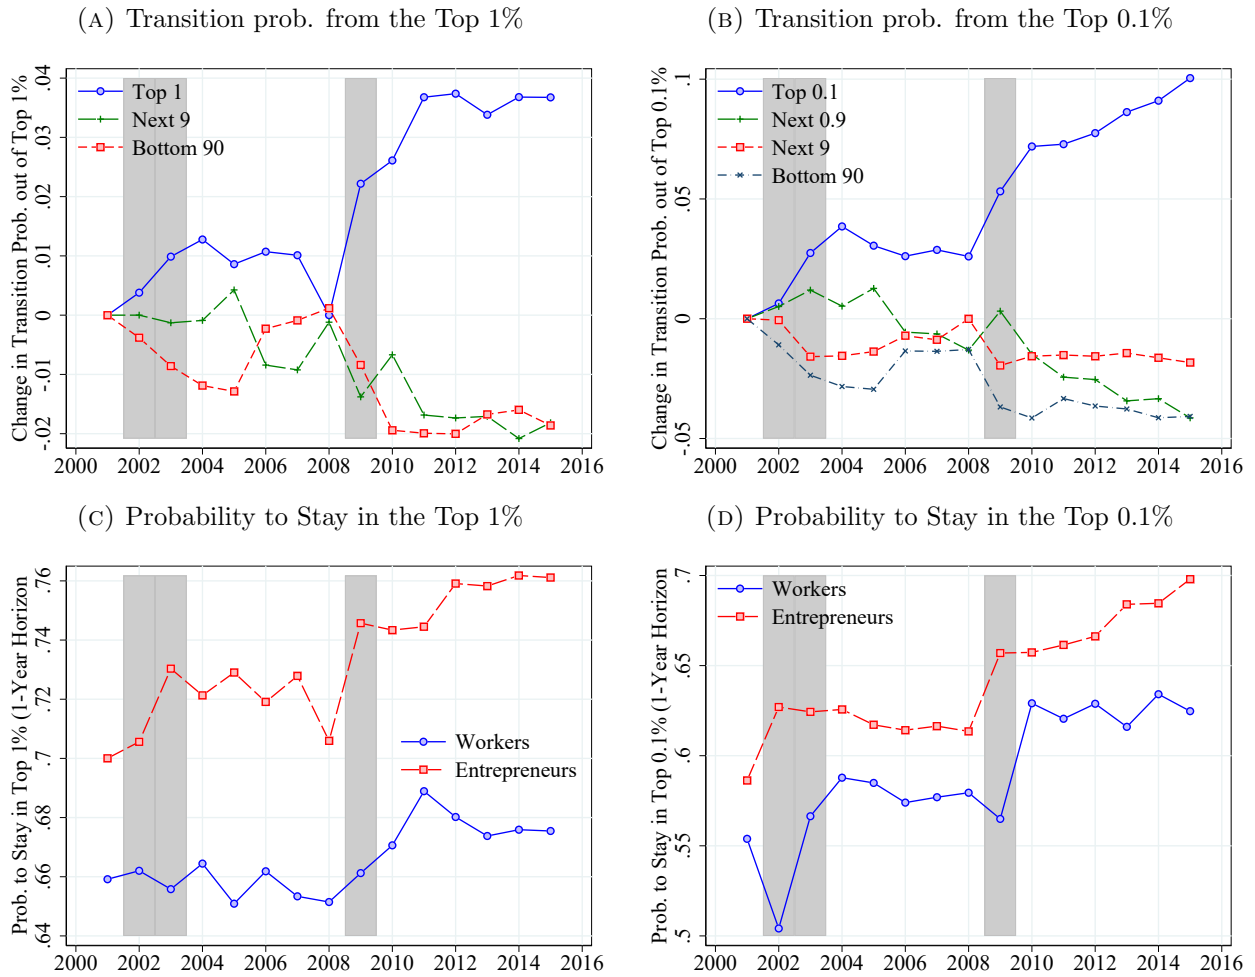 (A) Transition prob. from the Top 1%
Change in Transition Prob. out of Top 1%
.04
.03
.02
.01
0
-.01
-.02
Top 1
Next 9
Bottom 90
2000 2002 2004 2006 2008 2010 2012 2014 2016
(B) Transition prob. from the Top 0.1%
Change in Transition Prob. out of Top 0.1%
.1
.05
0
-.05
Top 0.1
Next 0.9
Next 9
Bottom 90
2000 2002 2004 2006 2008 2010 2012 2014 2016
(C) Probability to Stay in the Top 1%
Prob. to Stay in Top 1% (1-Year Horizon
.76
.74
.72
.7
.68
.66
.64
Workers
Entrepreneurs
2000 2002 2004 2006 2008 2010 2012 2014 2016
(D) Probability to Stay in the Top 0.1%
Prob. to Stay in Top 0.1% (1-Year Horizon
.7
.65
.6
.55
.5
Workers
Entrepreneurs
2000 2002 2004 2006 2008 2010 2012 2014 2016